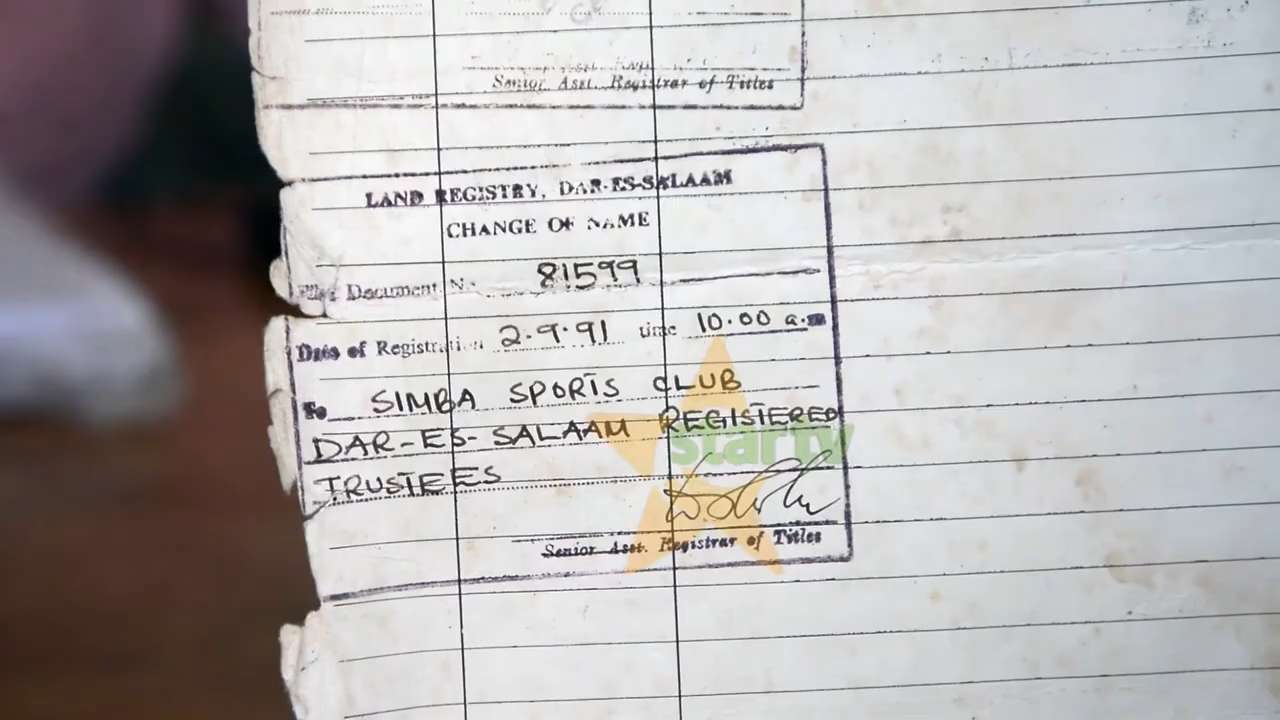 Senior Asst. Registrar of Titles
LAND REGISTRY, DAR-ES-SALAAM
CHANGE OF NAME
Filed Document No. 81599
Date of Registration 2.9.91 time 10.00 a.m
To SIMBA SPORTS CLUB
DAR-ES-SALAAM REGISTERED
TRUSTEES
startv
Senior Asst. Registrar of Titles